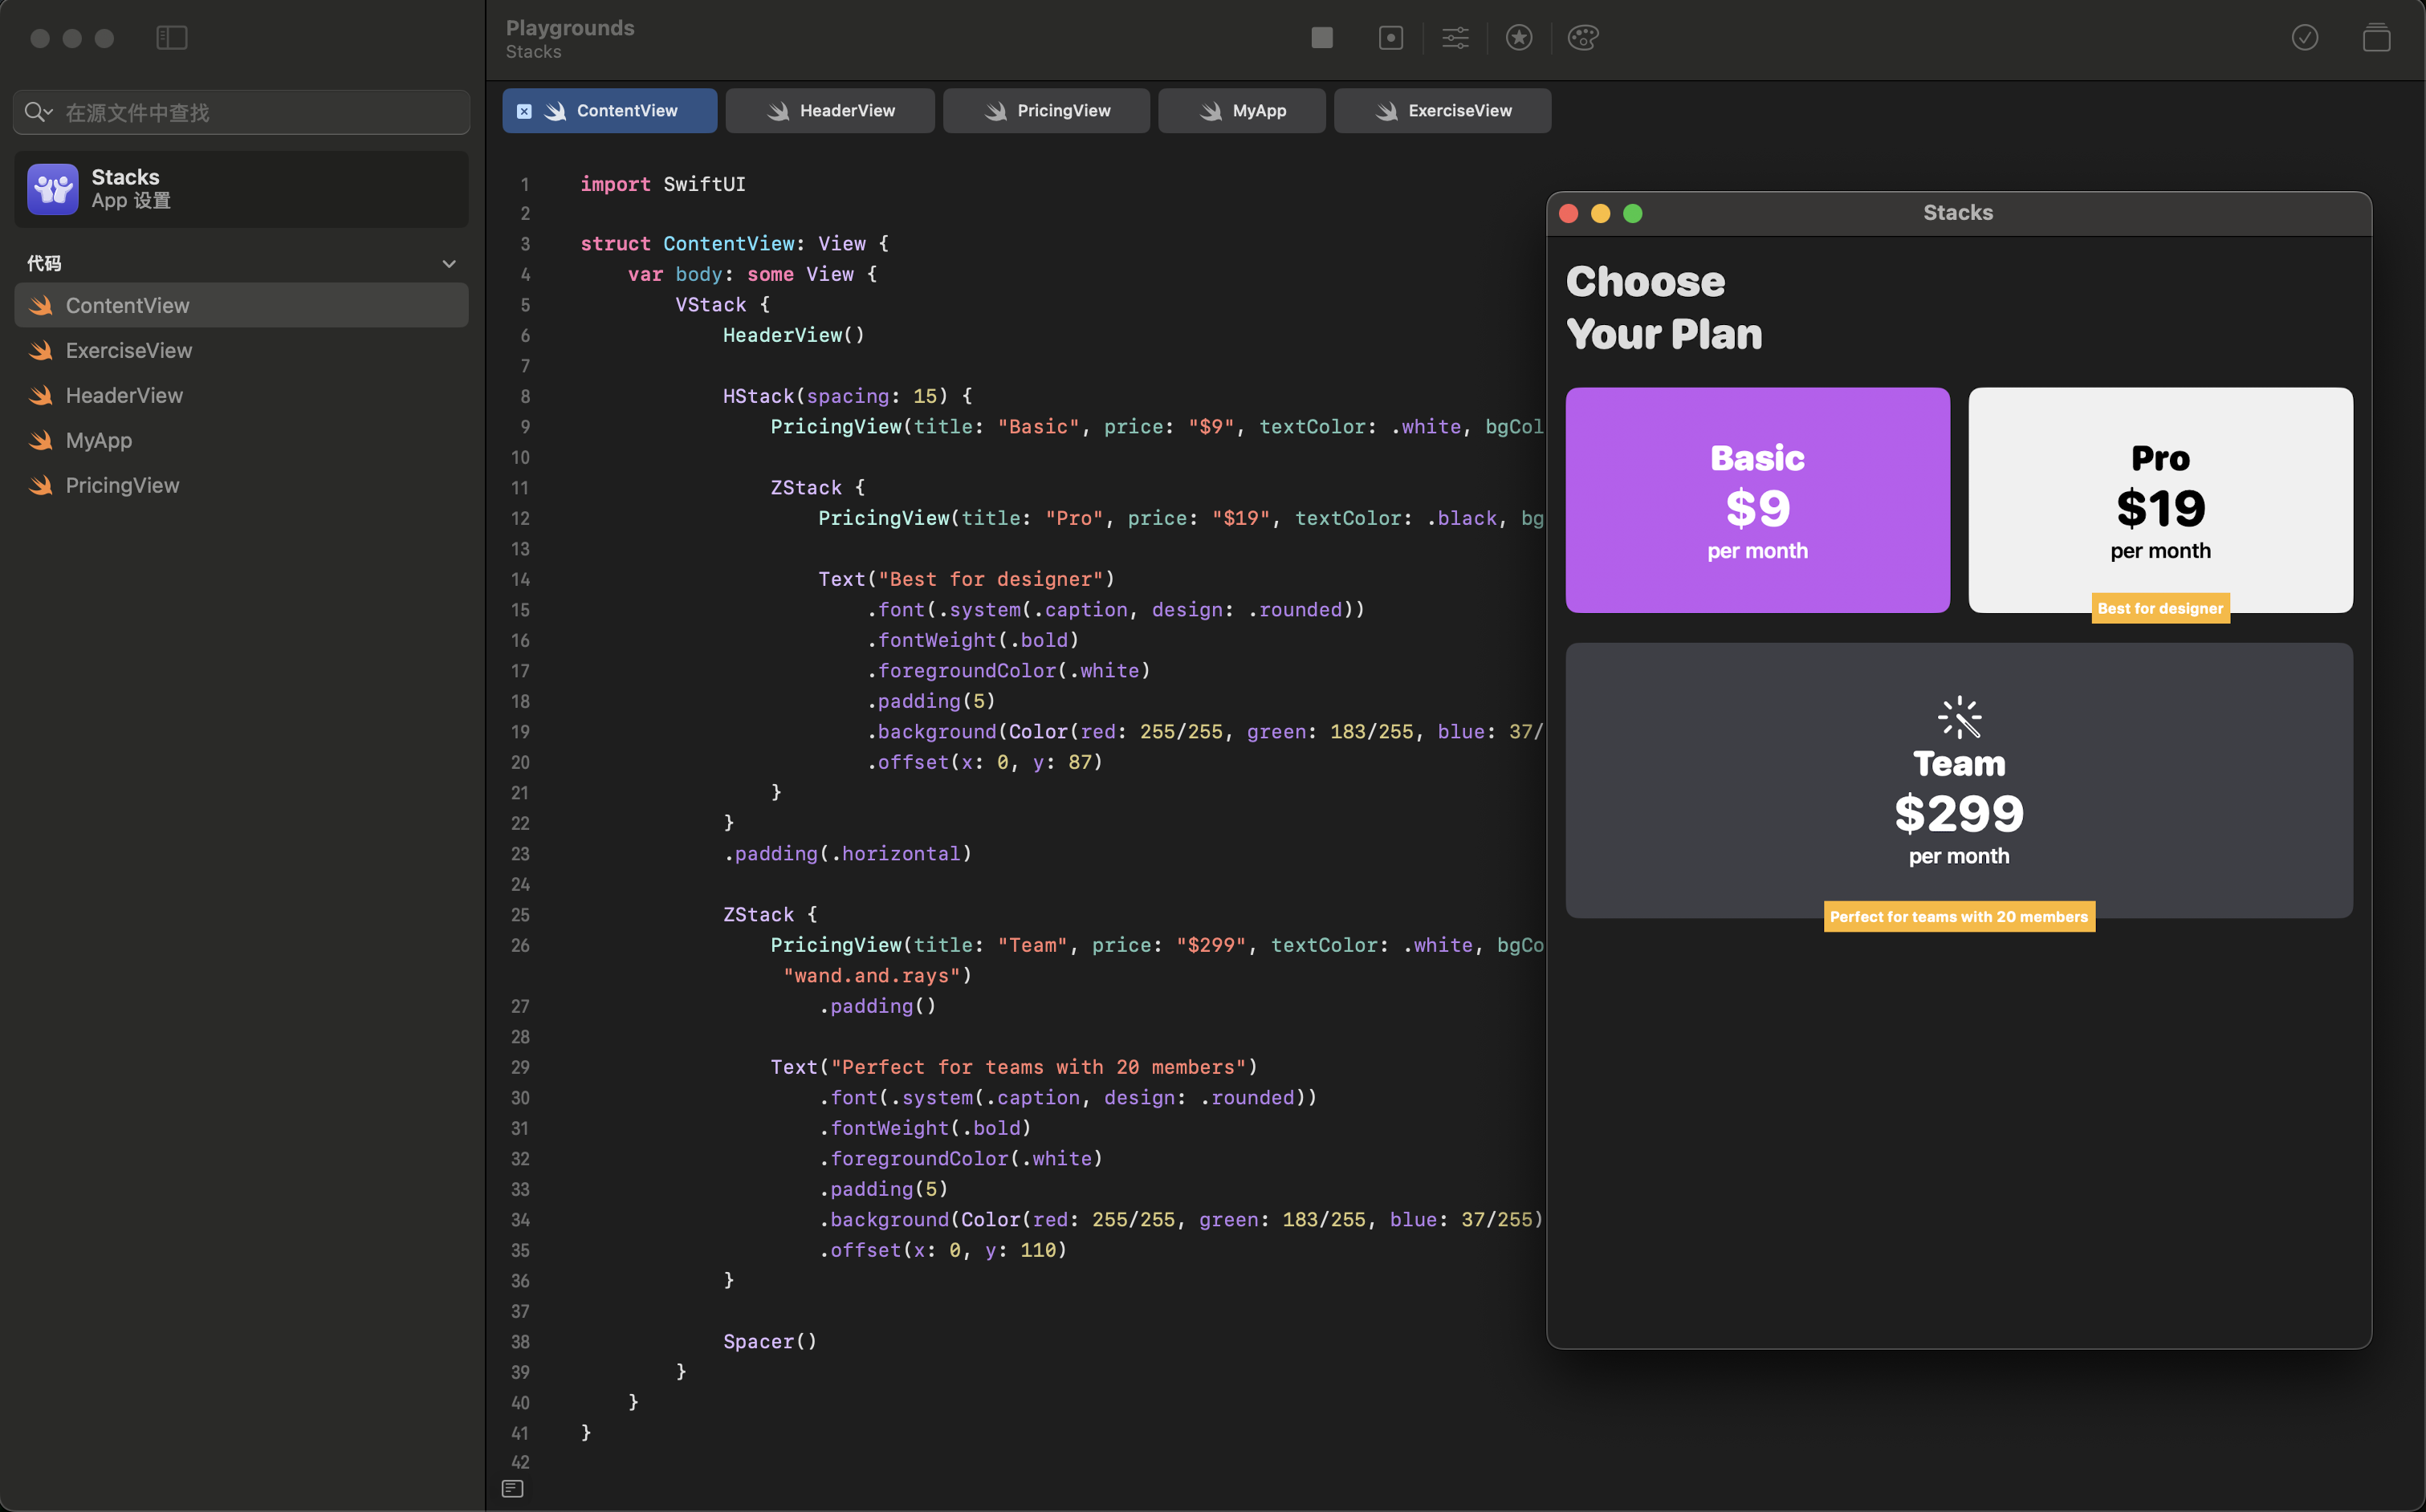 Playgrounds
Stacks
在源文件中查找
Stacks
App 设置
代码
ContentView
ExerciseView
HeaderView
MyApp
PricingView
ContentView
HeaderView
PricingView
MyApp
ExerciseView
1 import SwiftUI
2
3 struct ContentView: View {
4 var body: some View {
5 VStack {
6 HeaderView()
7
8 HStack(spacing: 15) {
9 PricingView(title: "Basic", price: "$9", textColor: .white, bgCol
10
11 ZStack {
12 PricingView(title: "Pro", price: "$19", textColor: .black, bg
13
14 Text("Best for designer")
15 .font(.system(.caption, design: .rounded))
16 .fontWeight(.bold)
17 .foregroundColor(.white)
18 .padding(5)
19 .background(Color(red: 255/255, green: 183/255, blue: 37/
20 .offset(x: 0, y: 87)
21 }
22 }
23 .padding(.horizontal)
24
25 ZStack {
26 PricingView(title: "Team", price: "$299", textColor: .white, bgCo
"wand.and.rays")
27 .padding()
28
29 Text("Perfect for teams with 20 members")
30 .font(.system(.caption, design: .rounded))
31 .fontWeight(.bold)
32 .foregroundColor(.white)
33 .padding(5)
34 .background(Color(red: 255/255, green: 183/255, blue: 37/255)
35 .offset(x: 0, y: 110)
36 }
37
38 Spacer()
39 }
40 }
41 }
42
Stacks
Choose
Your Plan
Basic
$9
per month
Pro
$19
per month
Best for designer
Team
$299
per month
Perfect for teams with 20 members